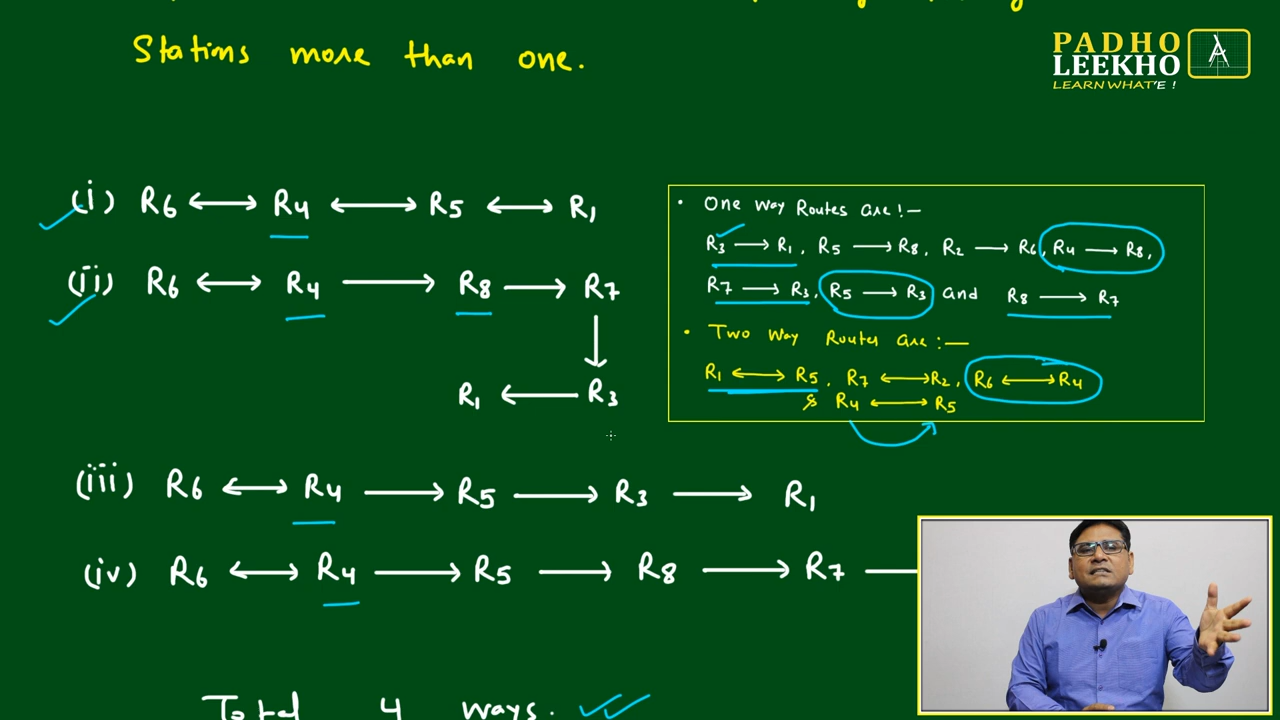 Stations more than one.
PADHO
LEEKHO
LEARN WHAT'E !
(i) R6 ⟷ R4 ⟷ R5 ⟷ R1
(ii) R6 ⟷ R4 ⟶ R8 ⟶ R7
R1 ⟵ R3
• One Way Routes are:-
R3 ⟶ R1, R5 ⟶ R8, R2 ⟶ R6, R4 ⟶ R8,
R7 ⟶ R3, R5 ⟶ R3 and R8 ⟶ R7
• Two Way Routes are:-
R1 ⟷ R5, R7 ⟷ R2, R6 ⟷ R4
& R4 ⟷ R5
(iii) R6 ⟷ R4 ⟶ R5 ⟶ R3 ⟶ R1
(iv) R6 ⟷ R4 ⟶ R5 ⟶ R8 ⟶ R7 ⟶
Total 4 ways.